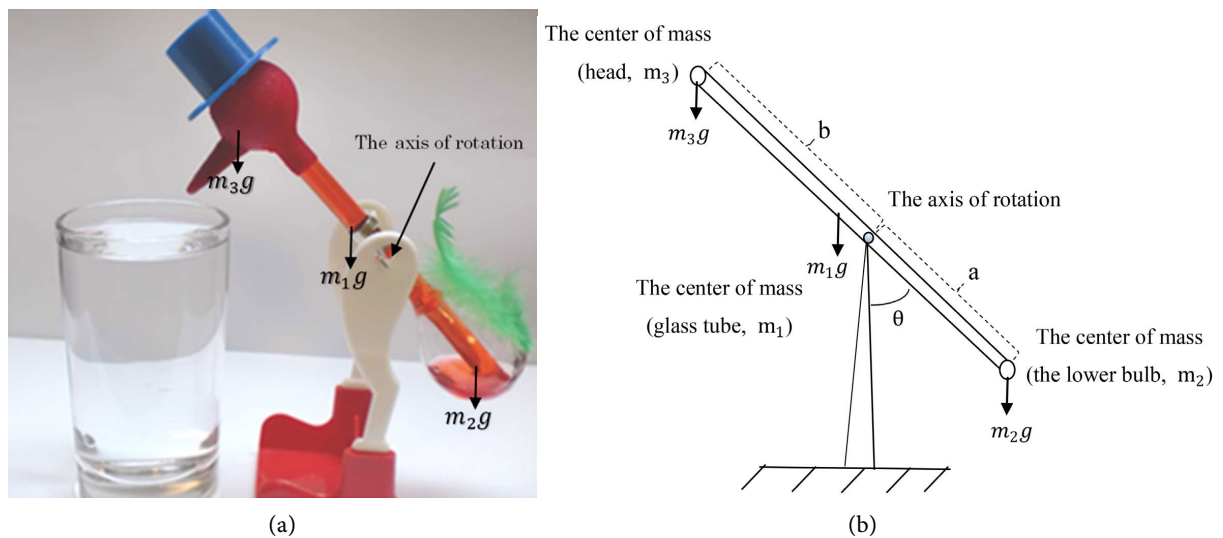 The axis of rotation
m₃g
m₁g
m₂g
(a)
The center of mass
(head, m₃)
m₃g
b
The axis of rotation
m₁g
a
The center of mass
(glass tube, m₁)
θ
The center of mass
(the lower bulb, m₂)
m₂g
(b)